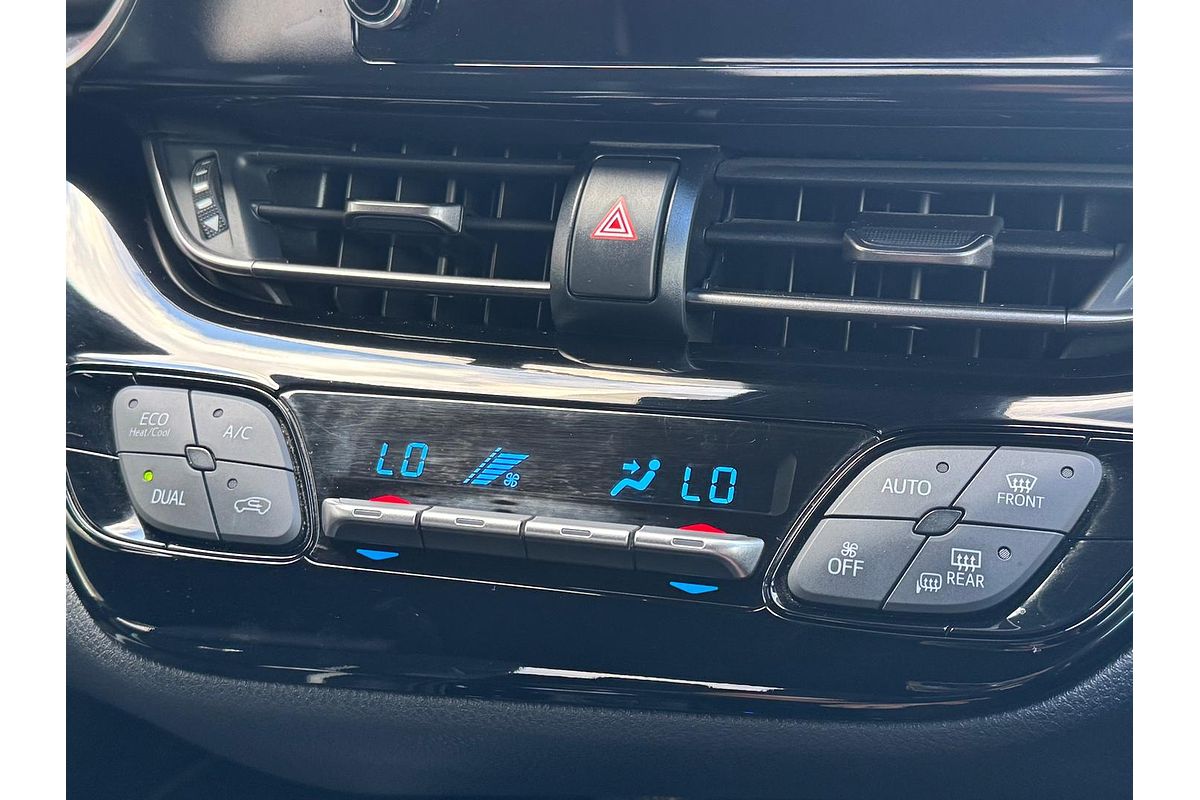 ECO
Heat/Cool
A/C
DUAL
LO
LO
AUTO
FRONT
OFF
REAR